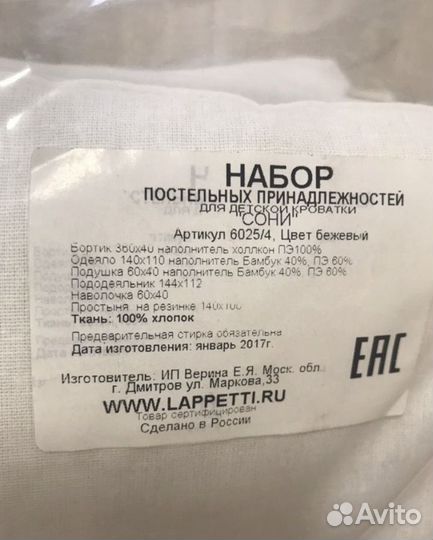 НАБОР
ПОСТЕЛЬНЫХ ПРИНАДЛЕЖНОСТЕЙ
ДЛЯ ДЕТСКОЙ КРОВАТКИ
"СОНИ"
Артикул 6025/4, Цвет бежевый
Бортик 360х40 наполнитель холлкон ПЭ100%
Одеяло 140х110 наполнитель Бамбук 40%, ПЭ 60%
Подушка 60х40 наполнитель Бамбук 40%, ПЭ 60%
Пододеяльник 144х112
Наволочка 60х40
Простыня на резинке 140х100
Ткань: 100% хлопок
Предварительная стирка обязательна
Дата изготовления: январь 2017г.
EAC
Изготовитель: ИП Верина Е.Я. Моск. обл.
г. Дмитров ул. Маркова,33
WWW.LAPPETTI.RU
Товар сертифицирован
Сделано в России
Avito